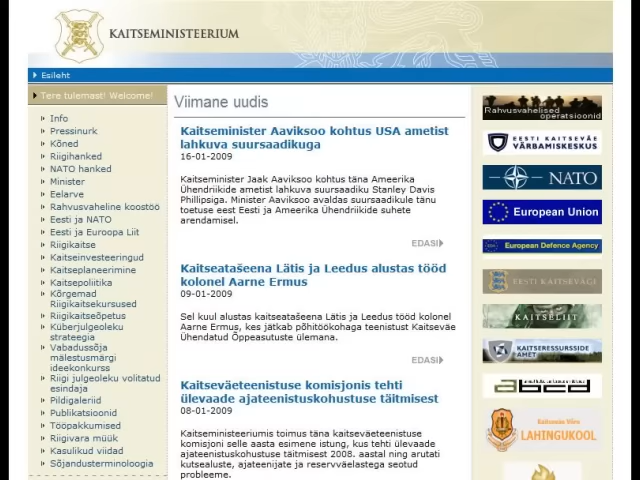 KAITSEMINISTEERIUM
Esileht
Tere tulemast! Welcome!
Info
Pressinurk
Kõned
Riigihanked
NATO hanked
Minister
Eelarve
Rahvusvaheline koostöö
Eesti ja NATO
Eesti ja Euroopa Liit
Riigikaitse
Kaitseinvesteeringud
Kaitseplaneerimine
Kaitsepoliitika
Kõrgemad
Riigikaitsekursused
Riigikaitseõpetus
Küberjulgeoleku
strateegia
Vabadussõja
mälestusmärgi
ideekonkurss
Riigi julgeoleku volitatud
esindaja
Pildigaleriid
Publikatsioonid
Tööpakkumised
Riigivara müük
Kasulikud viidad
Sõjandusterminoloogia
Viimane uudis
Kaitseminister Aaviksoo kohtus USA ametist
lahkuva suursaadikuga
16-01-2009
Kaitseminister Jaak Aaviksoo kohtus täna Ameerika
Ühendriikide ametist lahkuva suursaadiku Stanley Davis
Phillipsiga. Minister Aaviksoo avaldas suursaadikule tänu
toetuse eest Eesti ja Ameerika Ühendriikide suhete
arendamisel.
EDASI
Kaitseatašeena Lätis ja Leedus alustas tööd
kolonel Aarne Ermus
09-01-2009
Sel kuul alustas kaitseatašeena Lätis ja Leedus tööd kolonel
Aarne Ermus, kes jätkab põhitöökohaga teenistust Kaitseväe
Ühendatud Õppeasutuste ülemana.
EDASI
Kaitseväeteenistuse komisjonis tehti
ülevaade ajateenistuskohustuse täitmisest
08-01-2009
Kaitseministeeriumis toimus täna kaitseväeteenistuse
komisjoni selle aasta esimene istung, kus tehti ülevaade
ajateenistuskohustuse täitmisest 2008. aastal ning arutati
kutsealuste, ajateenijate ja reservväelastega seotud
probleeme.
Rahvusvahelised
operatsioonid
EESTI KAITSEVÄE
VÄRBAMISKESKUS
NATO
European Union
European Defence Agency
EESTI KAITSEVÄGI
KAITSELIIT
KAITSERESSURSSIDE
AMET
abcd
Kaitseväe Võru
LAHINGUKOOL